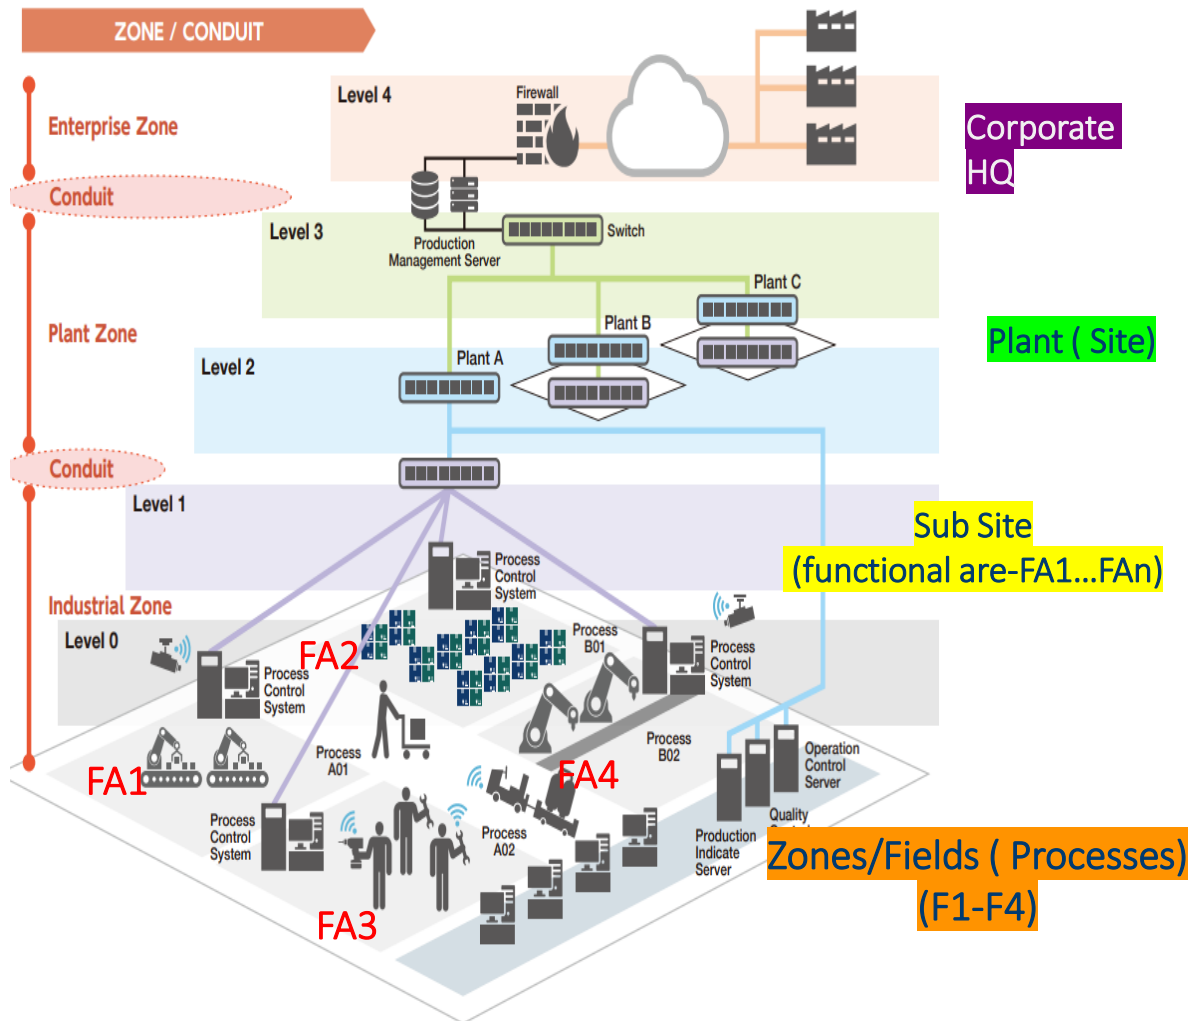 ZONE / CONDUIT
Level 4
Firewall
Enterprise Zone
Corporate
HQ
Conduit
Level 3
Switch
Production
Management Server
Plant C
Plant B
Plant Zone
Plant ( Site)
Plant A
Level 2
Conduit
Level 1
Sub Site
(functional are-FA1...FAn)
Process
Control
System
Industrial Zone
Level 0
FA2
Process
B01
Process
Control
System
Process
Control
System
Process
A01
Process
B02
Operation
Control
Server
FA1
FA4
Process
Control
System
Process
A02
Quality
Production
Indicate
Server
Zones/Fields ( Processes)
(F1-F4)
FA3